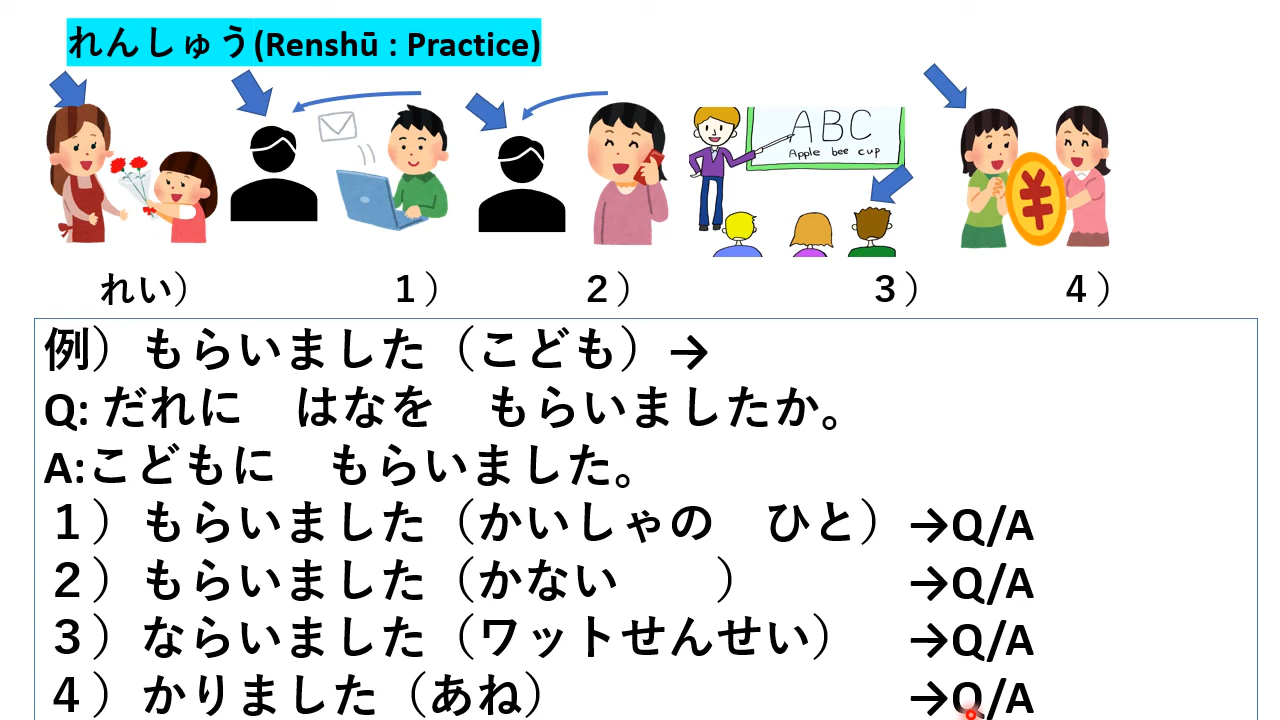 れんしゅう(Renshū : Practice)
ABC
Apple bee cup
¥
れい）
１）
２）
３）
４）
例）もらいました（こども）→
Q: だれに　はなを　もらいましたか。
A:こどもに　もらいました。
１）もらいました（かいしゃの　ひと）→Q/A
２）もらいました（かない　　）→Q/A
３）ならいました（ワットせんせい）→Q/A
４）かりました（あね）→Q/A